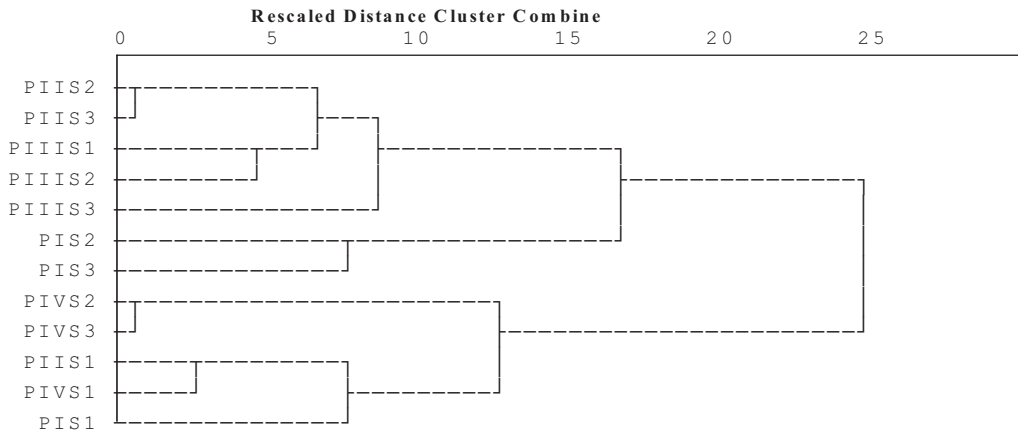 Rescaled Distance Cluster Combine
0 5 10 15 20 25
PIIS2
PIIS3
PIIIS1
PIIIS2
PIIIS3
PIS2
PIS3
PIVS2
PIVS3
PIIS1
PIVS1
PIS1